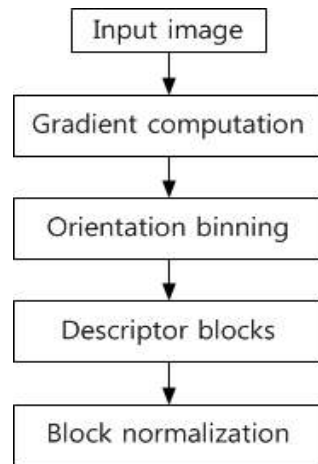 Input image
Gradient computation
Orientation binning
Descriptor blocks
Block normalization